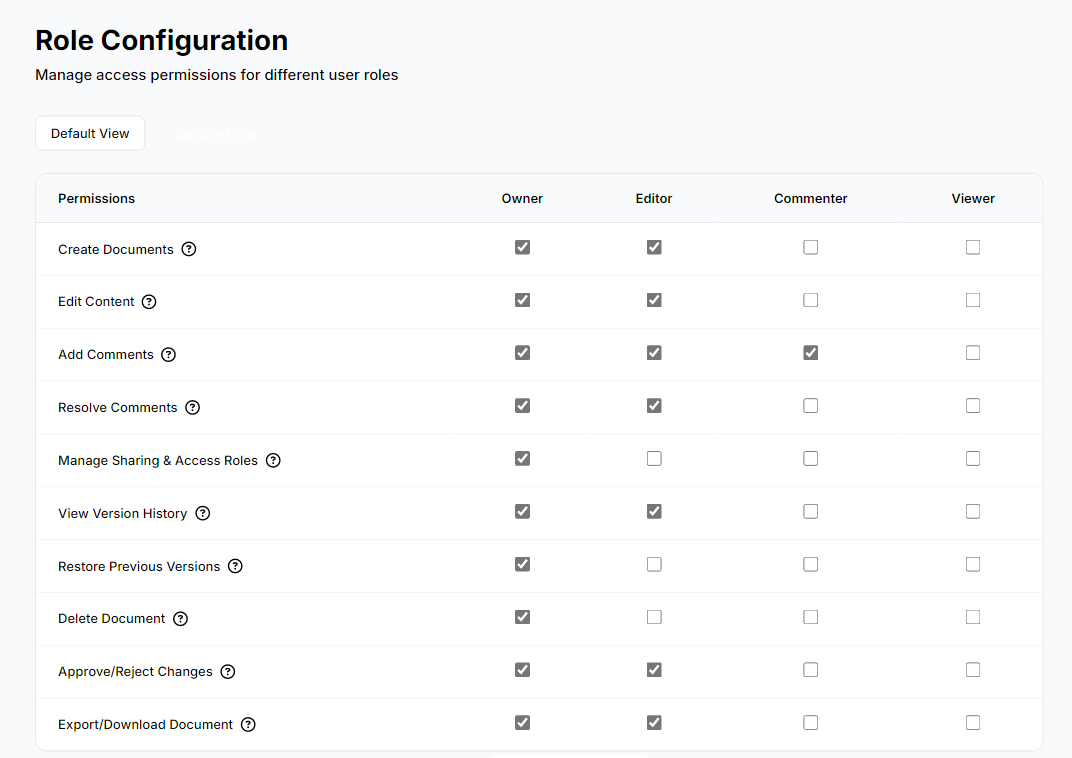 Role Configuration
Manage access permissions for different user roles
Default View
Custom View
Permissions Owner Editor Commenter Viewer
Create Documents ?
Edit Content ?
Add Comments ?
Resolve Comments ?
Manage Sharing & Access Roles ?
View Version History ?
Restore Previous Versions ?
Delete Document ?
Approve/Reject Changes ?
Export/Download Document ?